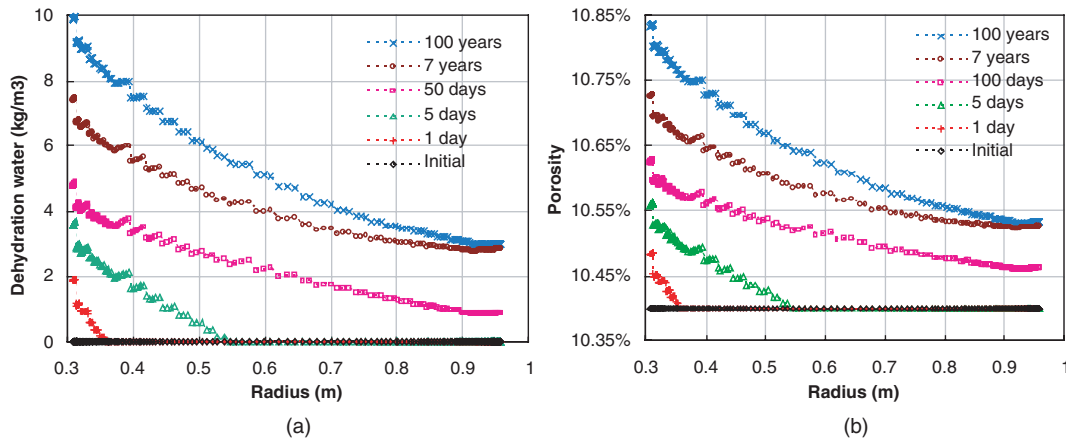 10
8
6
4
2
0
0.3 0.4 0.5 0.6 0.7 0.8 0.9 1
Dehydration water (kg/m3)
Radius (m)
100 years
7 years
50 days
5 days
1 day
Initial
(a)
10.85%
10.75%
10.65%
10.55%
10.45%
10.35%
0.3 0.4 0.5 0.6 0.7 0.8 0.9 1
Porosity
Radius (m)
100 years
7 years
100 days
5 days
1 day
Initial
(b)